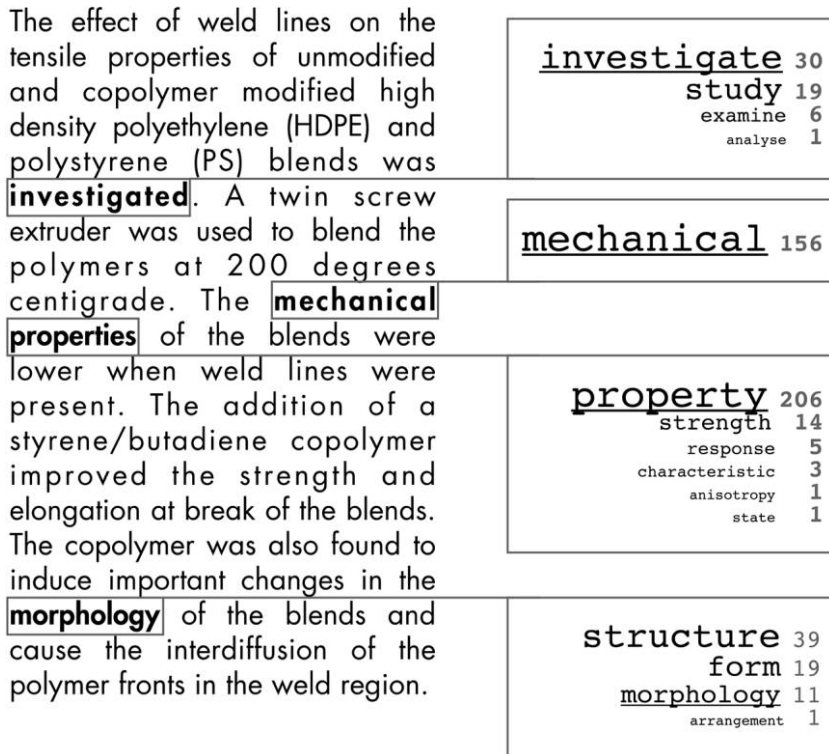 The effect of weld lines on the
tensile properties of unmodified
and copolymer modified high
density polyethylene (HDPE) and
polystyrene (PS) blends was
investigated. A twin screw
extruder was used to blend the
polymers at 200 degrees
centigrade. The mechanical
properties of the blends were
lower when weld lines were
present. The addition of a
styrene/butadiene copolymer
improved the strength and
elongation at break of the blends.
The copolymer was also found to
induce important changes in the
morphology of the blends and
cause the interdiffusion of the
polymer fronts in the weld region.
investigate 30
study 19
examine 6
analyse 1
mechanical 156
property 206
strength 14
response 5
characteristic 3
anisotropy 1
state 1
structure 39
form 19
morphology 11
arrangement 1